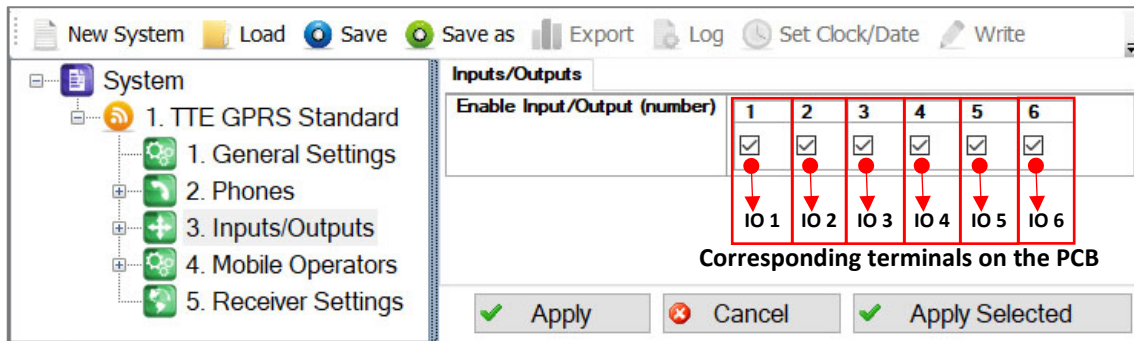 New System Load Save Save as Export Log Set Clock/Date Write
System
1. TTE GPRS Standard
1. General Settings
2. Phones
3. Inputs/Outputs
4. Mobile Operators
5. Receiver Settings
Inputs/Outputs
Enable Input/Output (number) 1 2 3 4 5 6
IO 1 IO 2 IO 3 IO 4 IO 5 IO 6
Corresponding terminals on the PCB
Apply Cancel Apply Selected